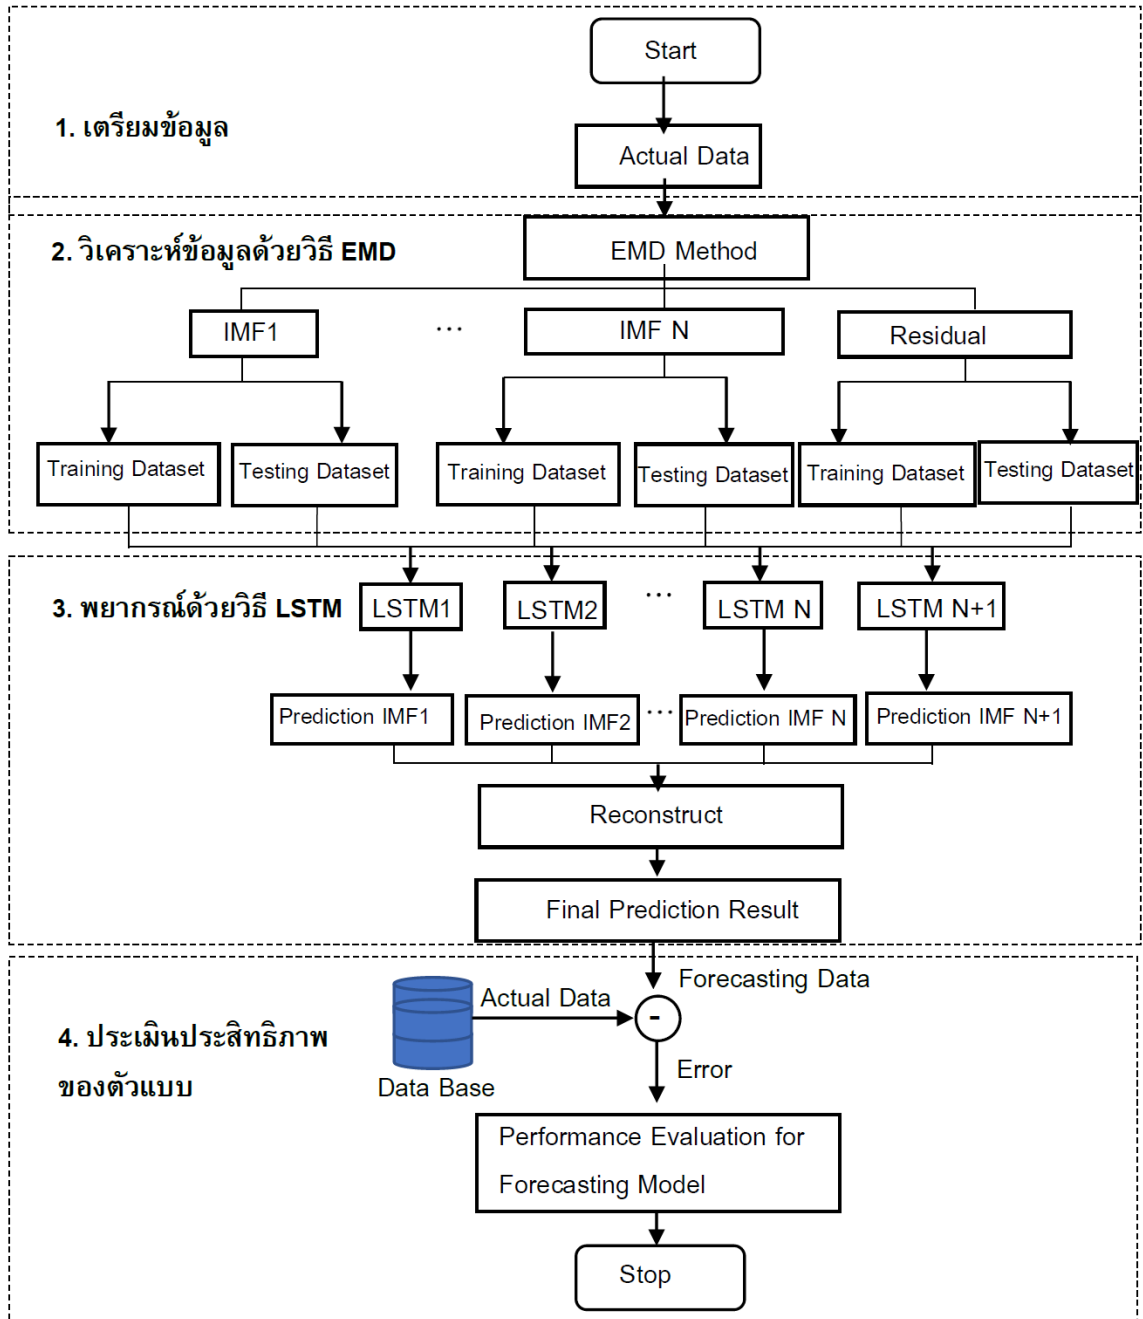 Start
1. เตรียมข้อมูล
Actual Data
2. วิเคราะห์ข้อมูลด้วยวิธี EMD
EMD Method
IMF1
...
IMF N
Residual
Training Dataset
Testing Dataset
Training Dataset
Testing Dataset
Training Dataset
Testing Dataset
3. พยากรณ์ด้วยวิธี LSTM
LSTM1
LSTM2
...
LSTM N
LSTM N+1
Prediction IMF1
Prediction IMF2
...
Prediction IMF N
Prediction IMF N+1
Reconstruct
Final Prediction Result
Forecasting Data
Actual Data
-
4. ประเมินประสิทธิภาพ
ของตัวแบบ
Data Base
Error
Performance Evaluation for
Forecasting Model
Stop